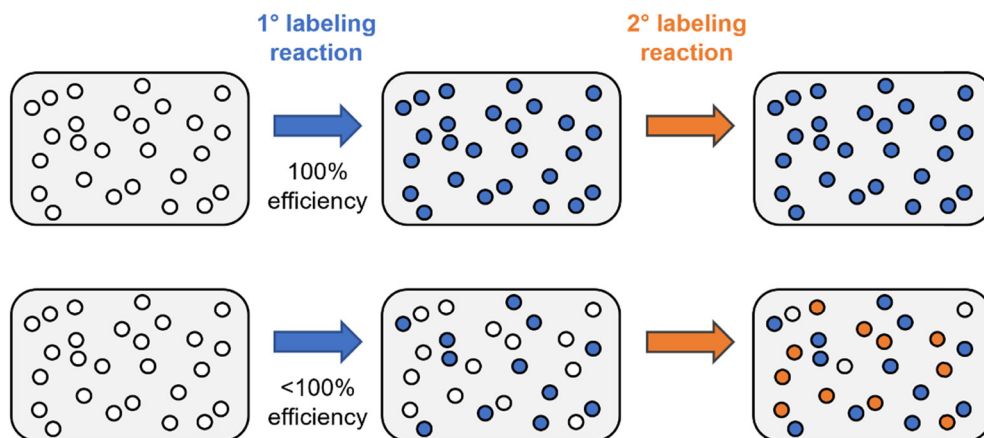 1° labeling
reaction
2° labeling
reaction
100%
efficiency
<100%
efficiency